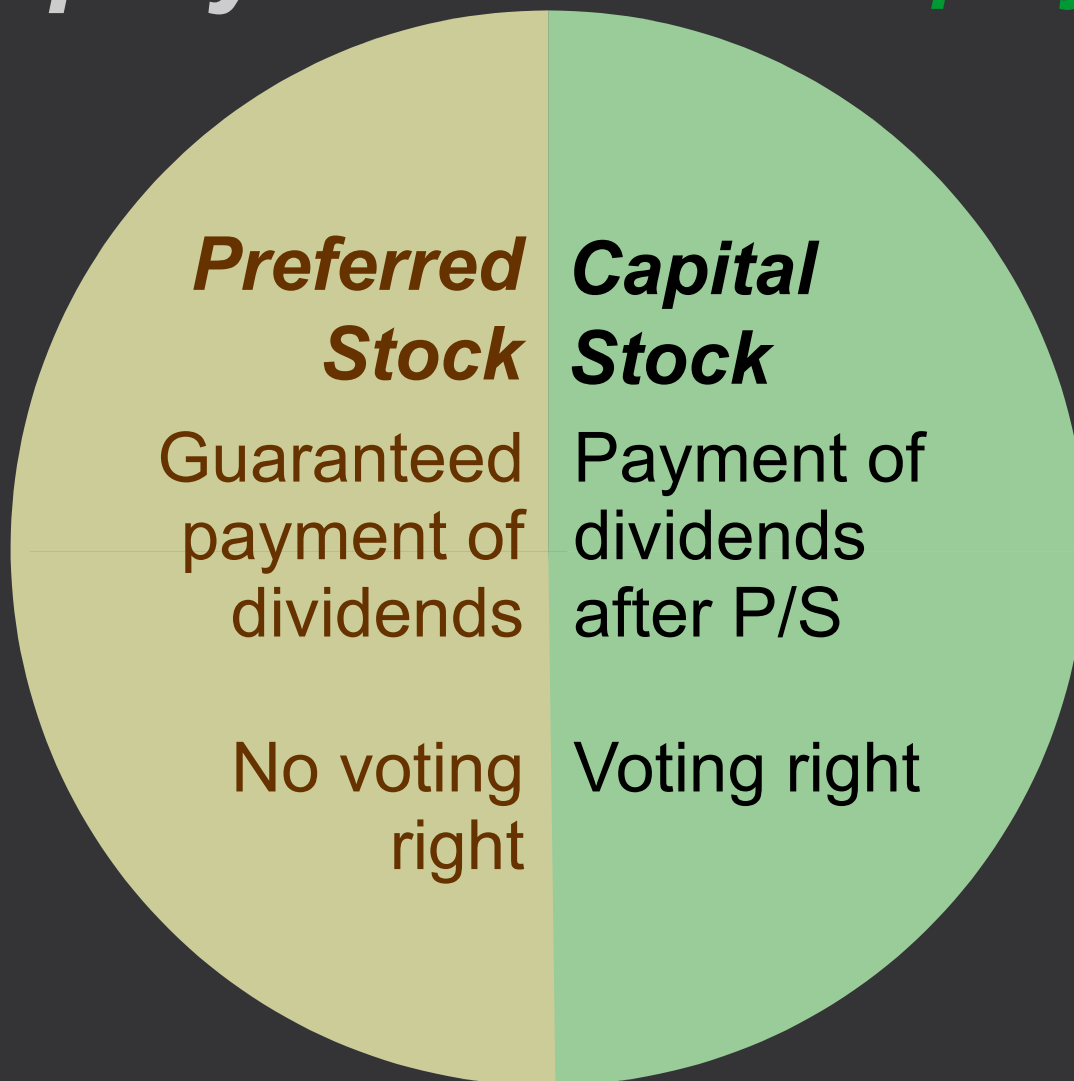 Preferred
Stock
Guaranteed
payment of
dividends
No voting
right
Capital
Stock
Payment of
dividends
after P/S
Voting right